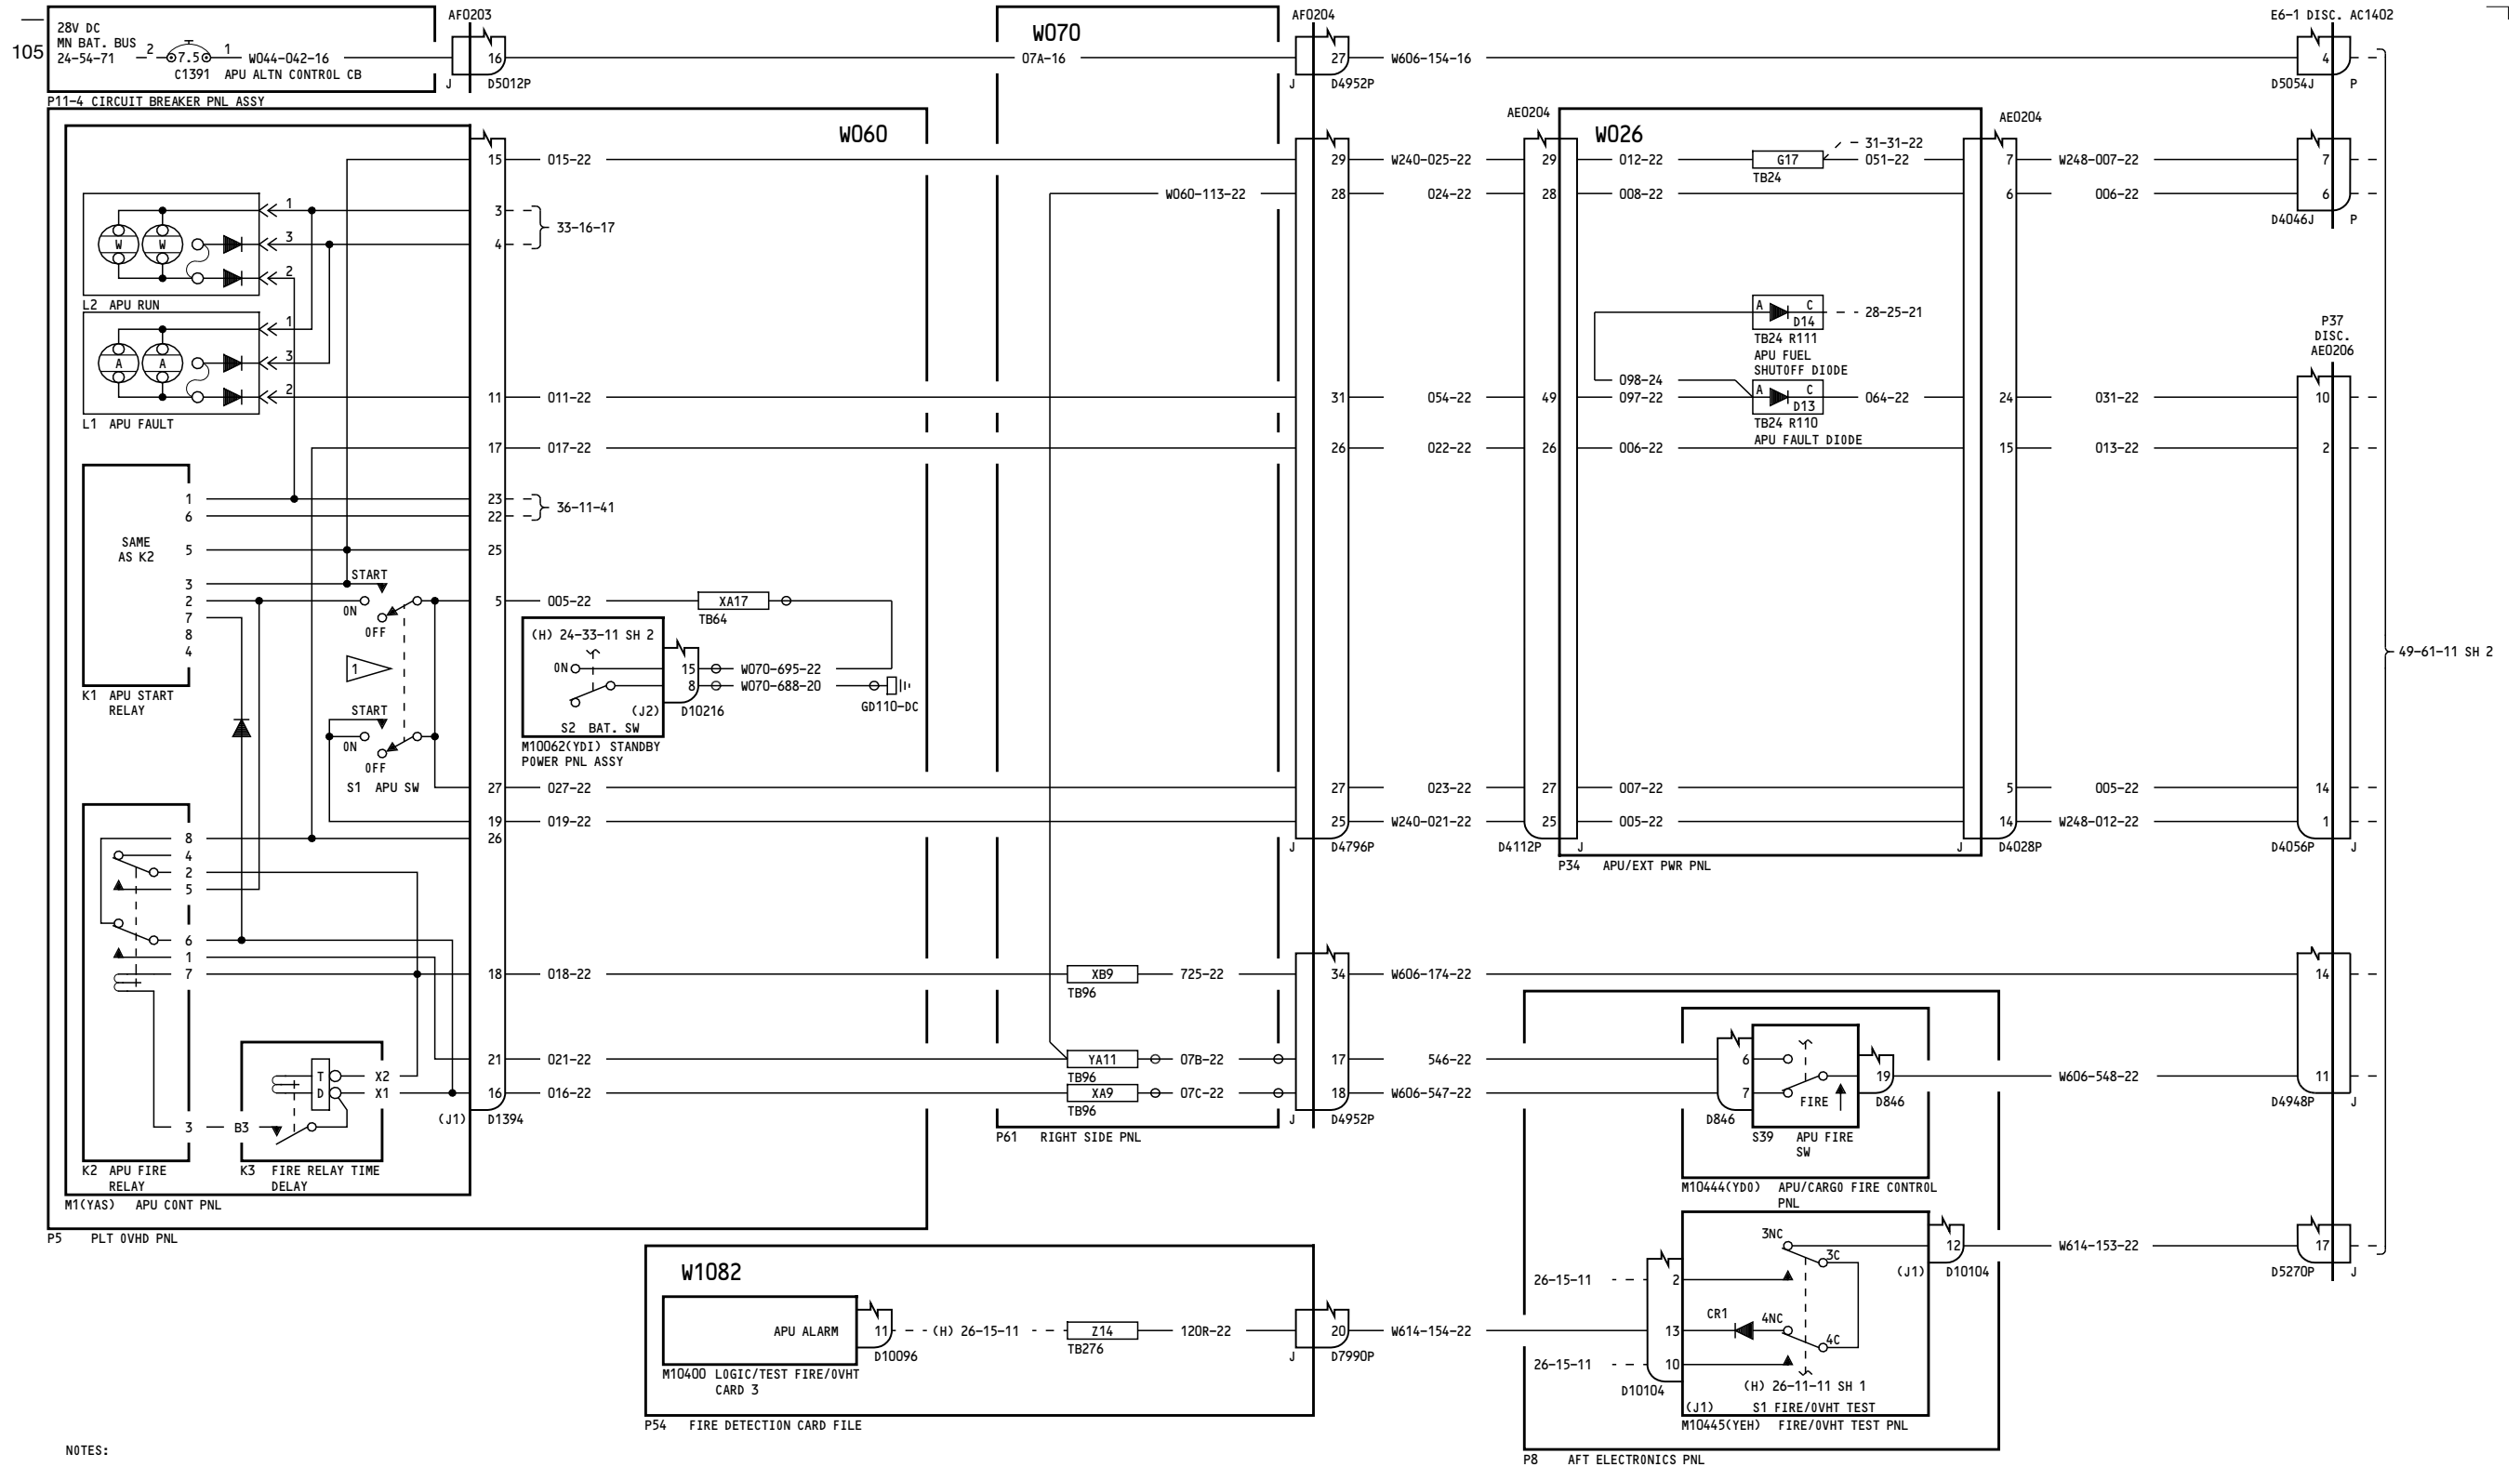 105
28V DC
MN BAT. BUS
24-54-71
2
7.5
1
W044-042-16
C1391 APU ALTN CONTROL CB
P11-4 CIRCUIT BREAKER PNL ASSY
AF0203
16
J
D5012P
W070
07A-16
AF0204
27
W606-154-16
J
D4952P
E6-1 DISC. AC1402
4
D5054J
P
W060
15
015-22
29
W240-025-22
AE0204
29
W026
012-22
G17
TB24
31-31-22
051-22
AE0204
7
W248-007-22
7
W060-113-22
28
024-22
28
008-22
6
006-22
6
D4046J
P
W
W
1
3
2
L2 APU RUN
3
4
33-16-17
A
A
1
3
2
L1 APU FAULT
A
C
D14
28-25-21
TB24 R111
APU FUEL
SHUTOFF DIODE
098-24
P37
DISC.
AE0206
11
011-22
31
054-22
49
097-22
A
C
D13
064-22
TB24 R110
APU FAULT DIODE
24
031-22
10
17
017-22
26
022-22
26
006-22
15
013-22
2
1
6
23
22
36-11-41
SAME
AS K2
5
25
3
2
7
8
4
START
ON
OFF
1
START
ON
OFF
S1 APU SW
K1 APU START
RELAY
5
005-22
XA17
TB64
(H) 24-33-11 SH 2
ON
15
8
W070-695-22
W070-688-20
GD110-DC
(J2)
D10216
S2 BAT. SW
M10062(YDI) STANDBY
POWER PNL ASSY
49-61-11 SH 2
27
027-22
27
023-22
27
007-22
5
005-22
14
19
019-22
25
W240-021-22
25
005-22
14
W248-012-22
1
26
J
D4796P
D4112P
J
P34 APU/EXT PWR PNL
J
D4028P
D4056P
J
8
4
2
5
6
1
7
3
K2 APU FIRE
RELAY
18
018-22
XB9
TB96
725-22
34
W606-174-22
14
T
D
X2
X1
B3
K3 FIRE RELAY TIME
DELAY
21
021-22
YA11
TB96
07B-22
17
546-22
6
16
016-22
XA9
TB96
07C-22
18
W606-547-22
7
(J1)
D1394
P61 RIGHT SIDE PNL
J
D4952P
FIRE
19
D846
D846
S39 APU FIRE
SW
M10444(YDO) APU/CARGO FIRE CONTROL
PNL
W606-548-22
11
D4948P
J
M1(YAS) APU CONT PNL
P5 PLT OVHD PNL
W1082
APU ALARM
11
(H) 26-15-11
Z14
TB276
120R-22
20
W614-154-22
J
D7990P
D10096
M10400 LOGIC/TEST FIRE/OVHT
CARD 3
P54 FIRE DETECTION CARD FILE
26-15-11
2
3NC
3C
12
(J1)
D10104
W614-153-22
17
D5270P
J
13
CR1
4NC
4C
26-15-11
10
D10104
(H) 26-11-11 SH 1
(J1)
S1 FIRE/OVHT TEST
M10445(YEH) FIRE/OVHT TEST PNL
P8 AFT ELECTRONICS PNL
NOTES: